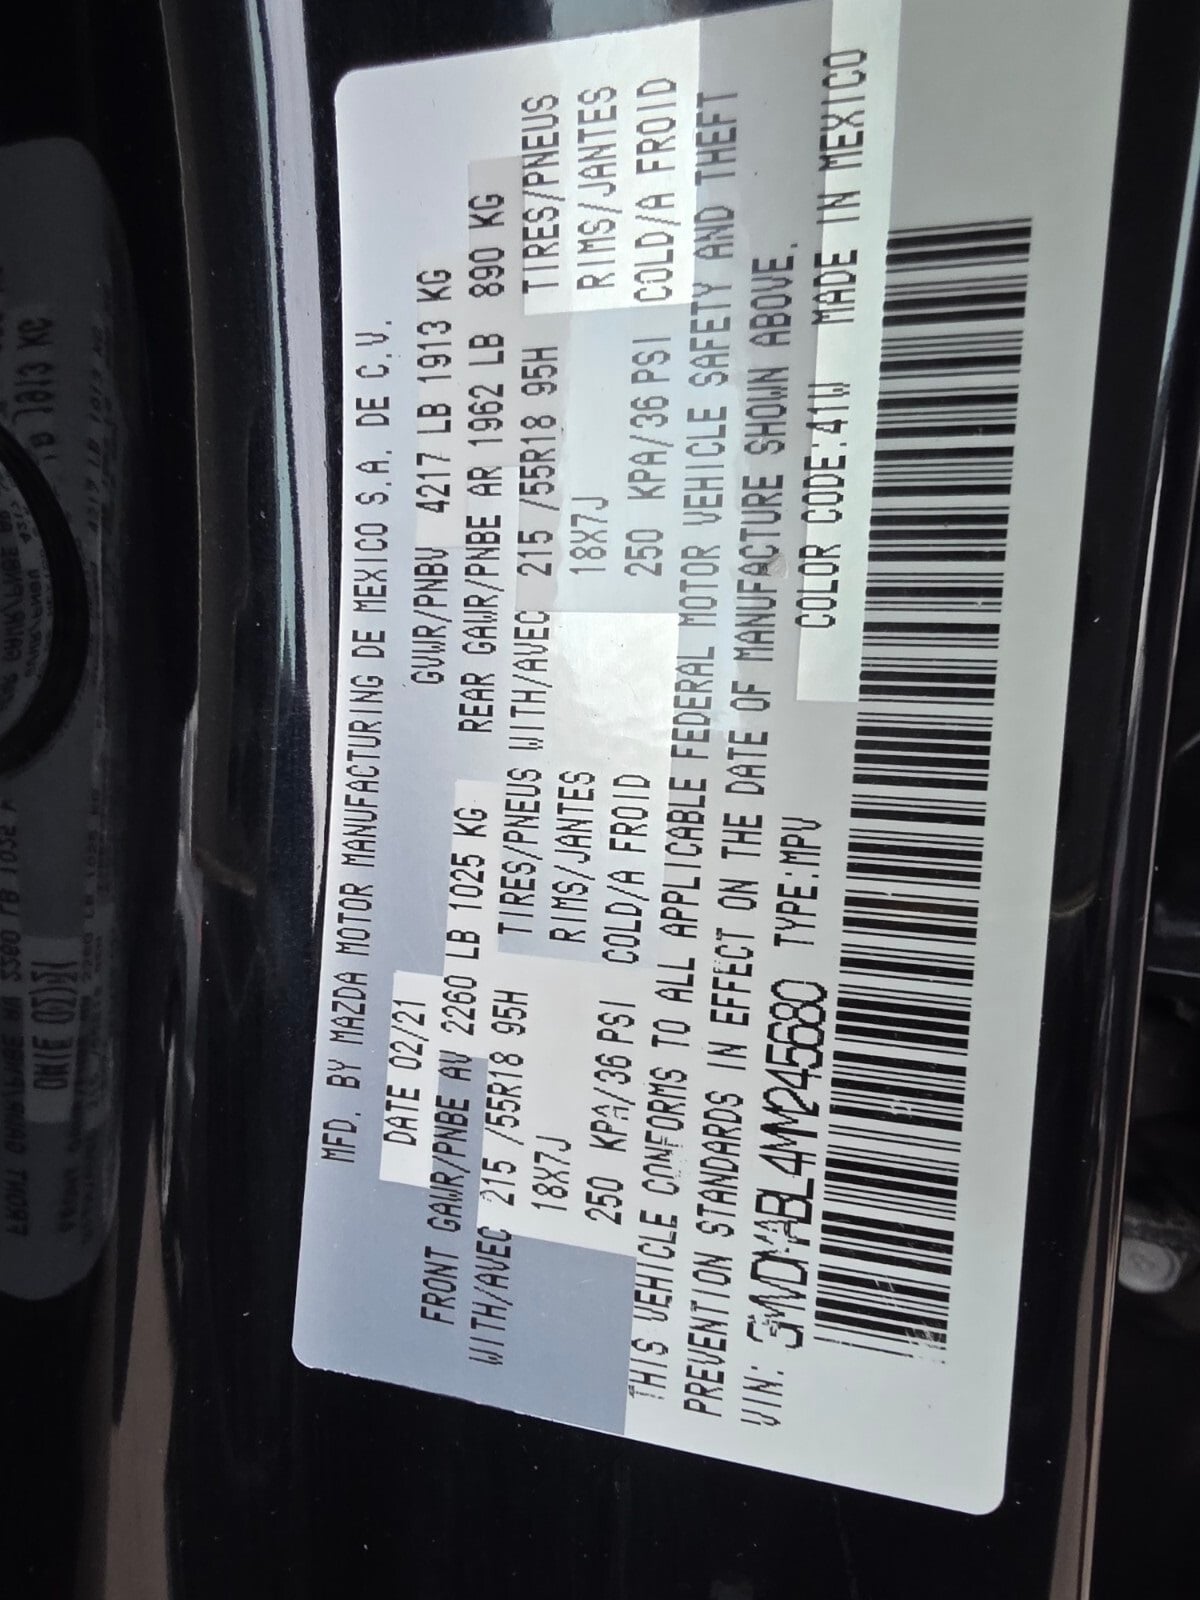 MFD. BY MAZDA MOTOR MANUFACTURING DE MEXICO S.A. DE C.V.
DATE 02/21 GVWR/PNBV 4217 LB 1913 KG
FRONT GAWR/PNBE AV 2260 LB 1025 KG REAR GAWR/PNBE AR 1962 LB 890 KG
WITH/AVEC 215 /55R18 95H TIRES/PNEUS WITH/AVEC 215 /55R18 95H TIRES/PNEUS
18X7J RIMS/JANTES 18X7J RIMS/JANTES
250 KPA/36 PSI COLD/A FROID 250 KPA/36 PSI COLD/A FROID
THIS VEHICLE CONFORMS TO ALL APPLICABLE FEDERAL MOTOR VEHICLE SAFETY AND THEFT
PREVENTION STANDARDS IN EFFECT ON THE DATE OF MANUFACTURE SHOWN ABOVE.
VIN: 3MVDMABL4MM245680 TYPE:MPV COLOR CODE:41W MADE IN MEXICO